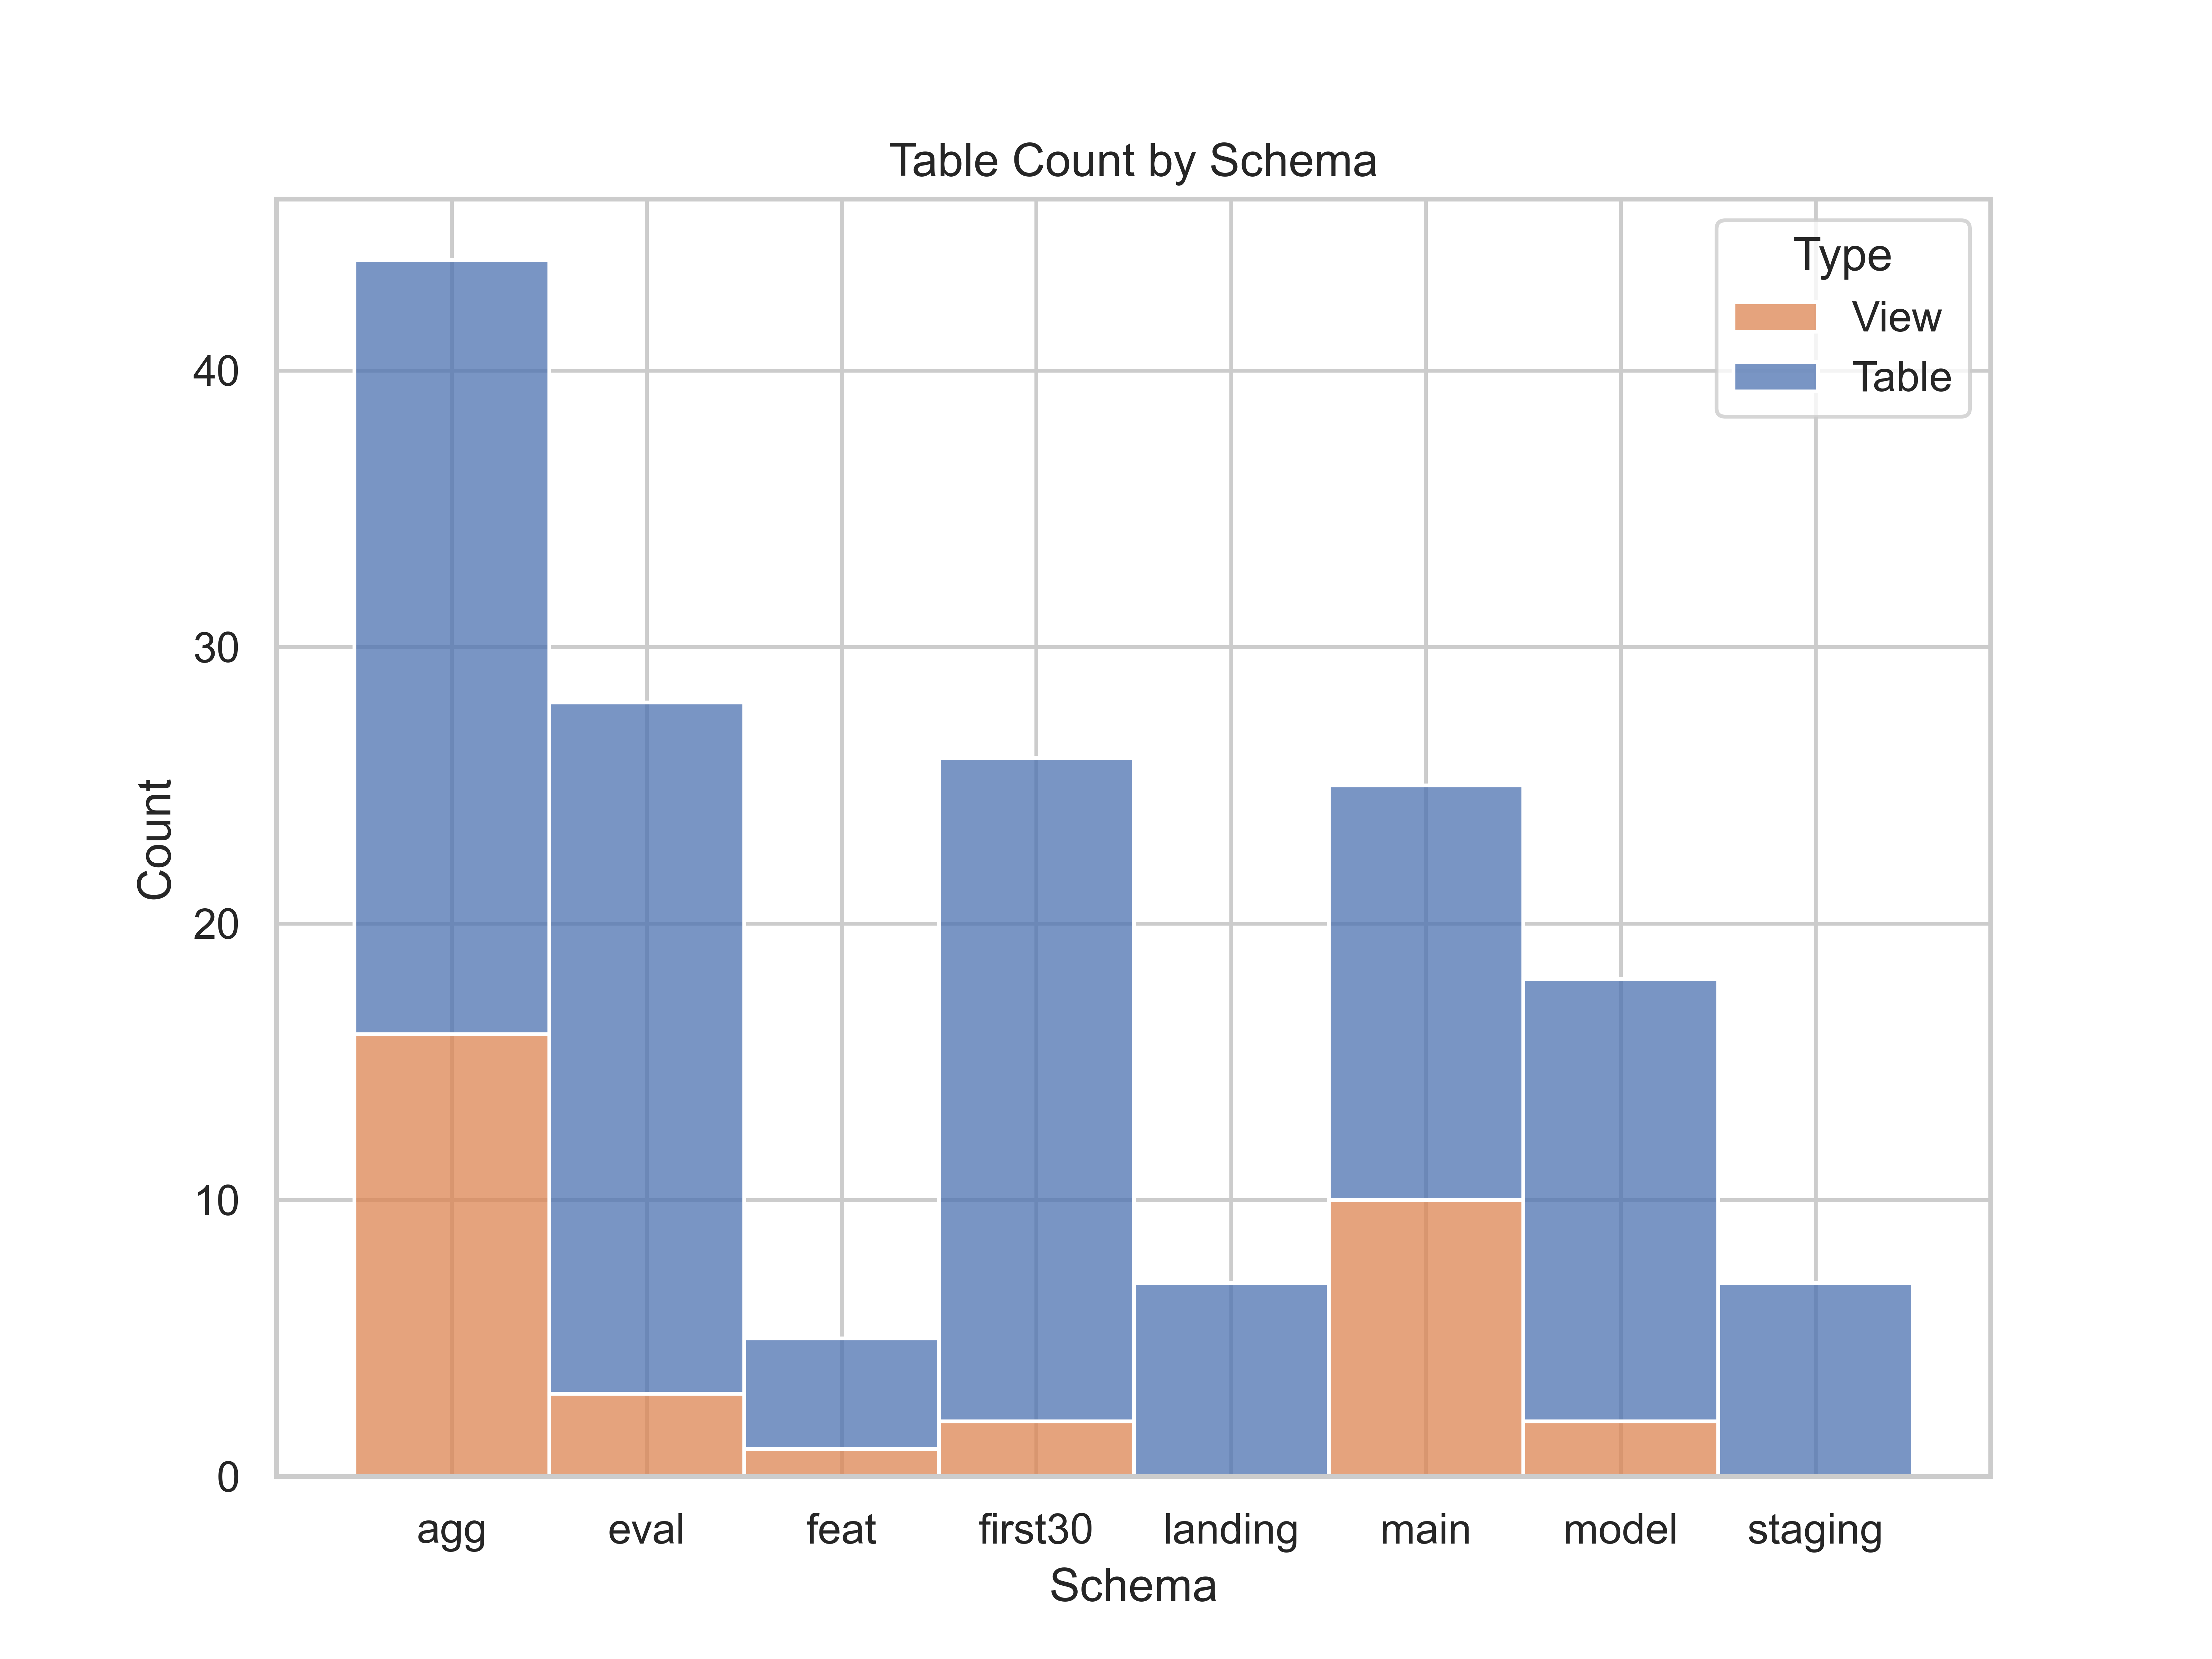 Table Count by Schema
Type
View
Table
40
30
20
10
0
Count
agg eval feat first30 landing main model staging
Schema